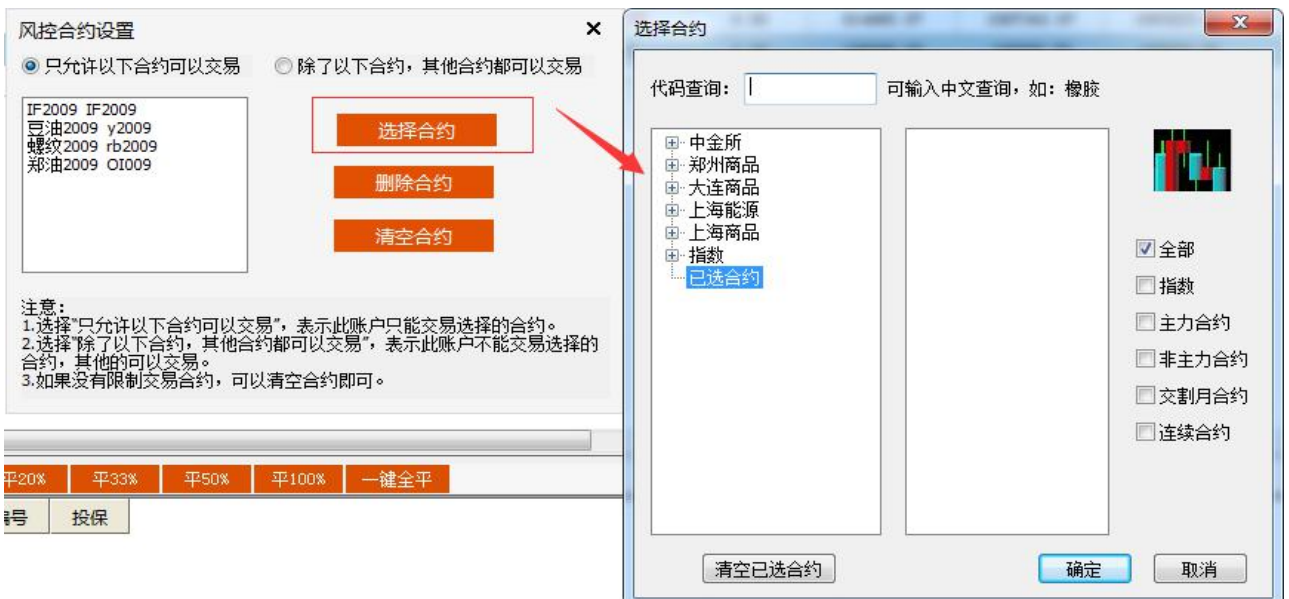 风控合约设置
只允许以下合约可以交易
除了以下合约，其他合约都可以交易
IF2009 IF2009
豆油2009 y2009
螺纹2009 rb2009
郑油2009 OI009
选择合约
删除合约
清空合约
注意：
1.选择“只允许以下合约可以交易”，表示此账户只能交易选择的合约。
2.选择“除了以下合约，其他合约都可以交易”，表示此账户不能交易选择的
合约，其他的可以交易。
3.如果没有限制交易合约，可以清空合约即可。
平20%
平33%
平50%
平100%
一键全平
编号
投保
选择合约
代码查询：
可输入中文查询，如：橡胶
中金所
郑州商品
大连商品
上海能源
上海商品
指数
已选合约
全部
指数
主力合约
非主力合约
交割月合约
连续合约
清空已选合约
确定
取消